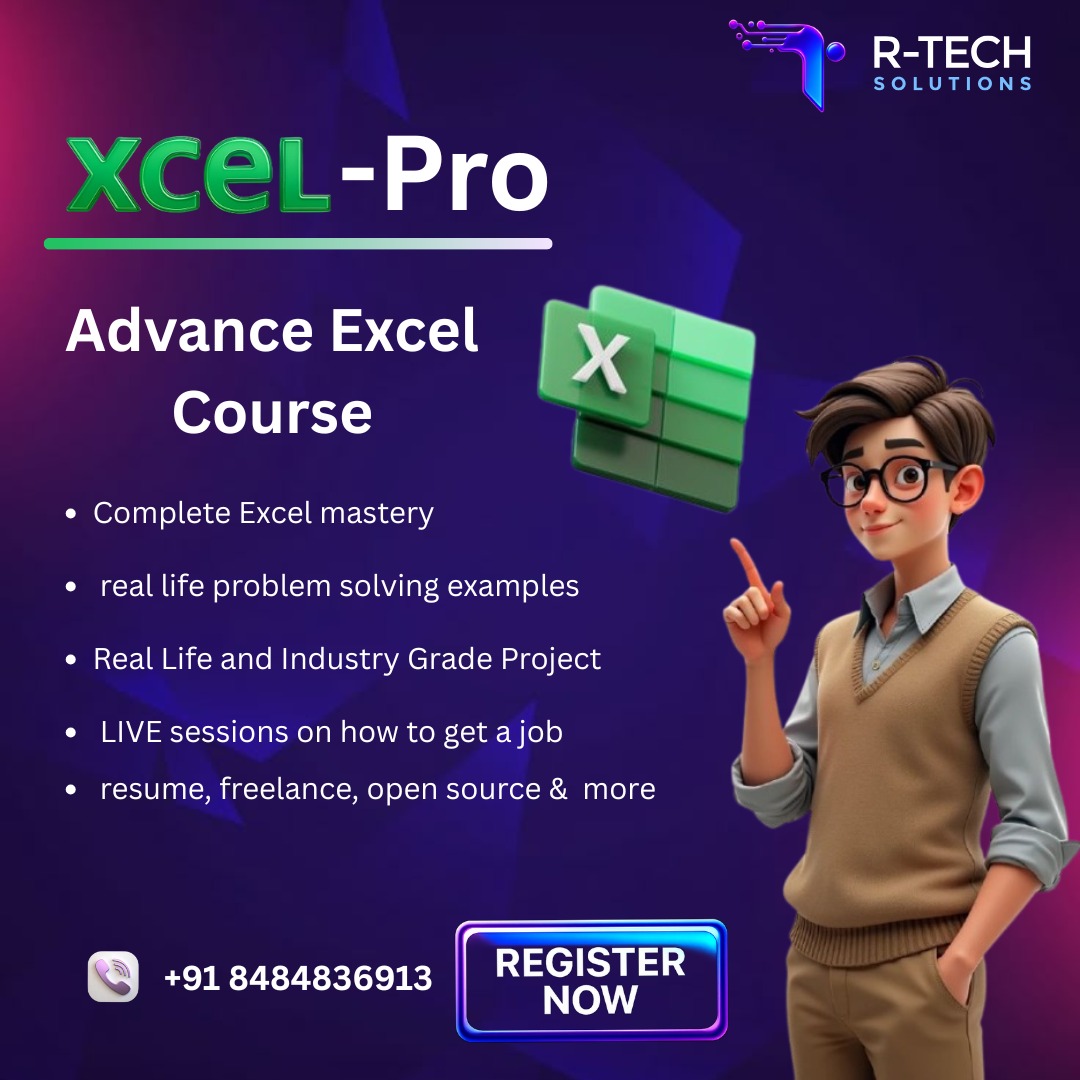 R-TECH
SOLUTIONS
xceL -Pro
Advance Excel
Course
X
• Complete Excel mastery
• real life problem solving examples
• Real Life and Industry Grade Project
• LIVE sessions on how to get a job
• resume, freelance, open source & more
+91 8484836913
REGISTER
NOW